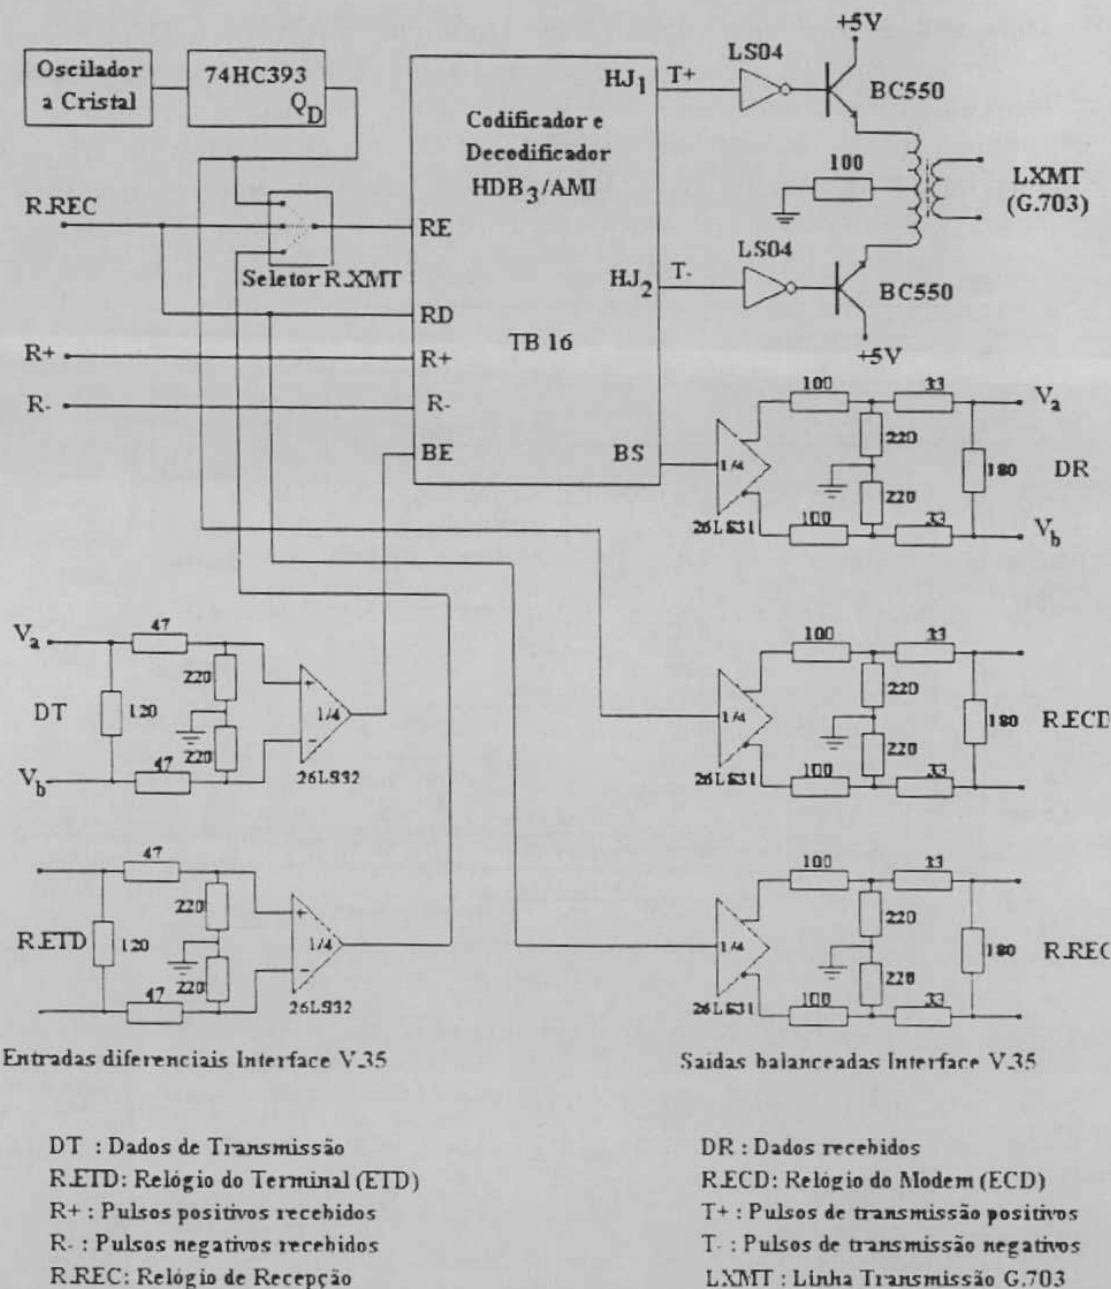 +5V
Oscilador
a Cristal
74HC393
Q_D
HJ1
T+
LS04
BC550
Codificador e
Decodificador
HDB3/AMI
100
LXMT
(G.703)
R.REC
RE
Seletor R.XMT
LS04
HJ2
T-
BC550
RD
TB 16
+5V
R+
R+
R-
R-
BE
BS
100
33
Va
220
1/4
180
DR
220
26LS31
100
33
Vb
Va
47
220
DT
120
1/4
220
Vb
47
26LS32
100
33
220
1/4
180
R.ECD
220
26LS31
100
33
47
220
R.ETD
120
1/4
220
47
26LS32
100
33
220
1/4
180
R.REC
220
26LS31
100
33
Entradas diferenciais Interface V.35
Saidas balanceadas Interface V.35
DT : Dados de Transmissão
R.ETD: Relógio do Terminal (ETD)
R+ : Pulsos positivos recebidos
R- : Pulsos negativos recebidos
R.REC: Relógio de Recepção
DR : Dados recebidos
R.ECD: Relógio do Modem (ECD)
T+ : Pulsos de transmissão positivos
T- : Pulsos de transmissão negativos
LXMT : Linha Transmissão G.703